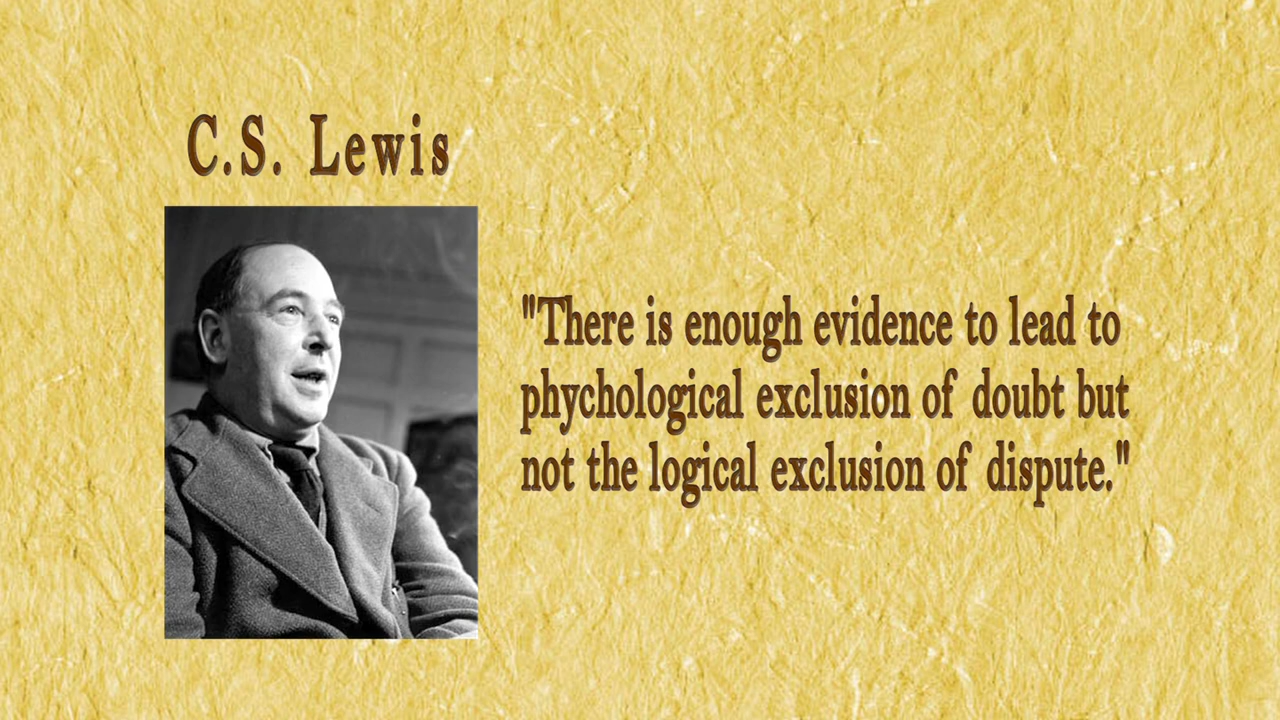 C.S. Lewis
"There is enough evidence to lead to
phychological exclusion of doubt but
not the logical exclusion of dispute."